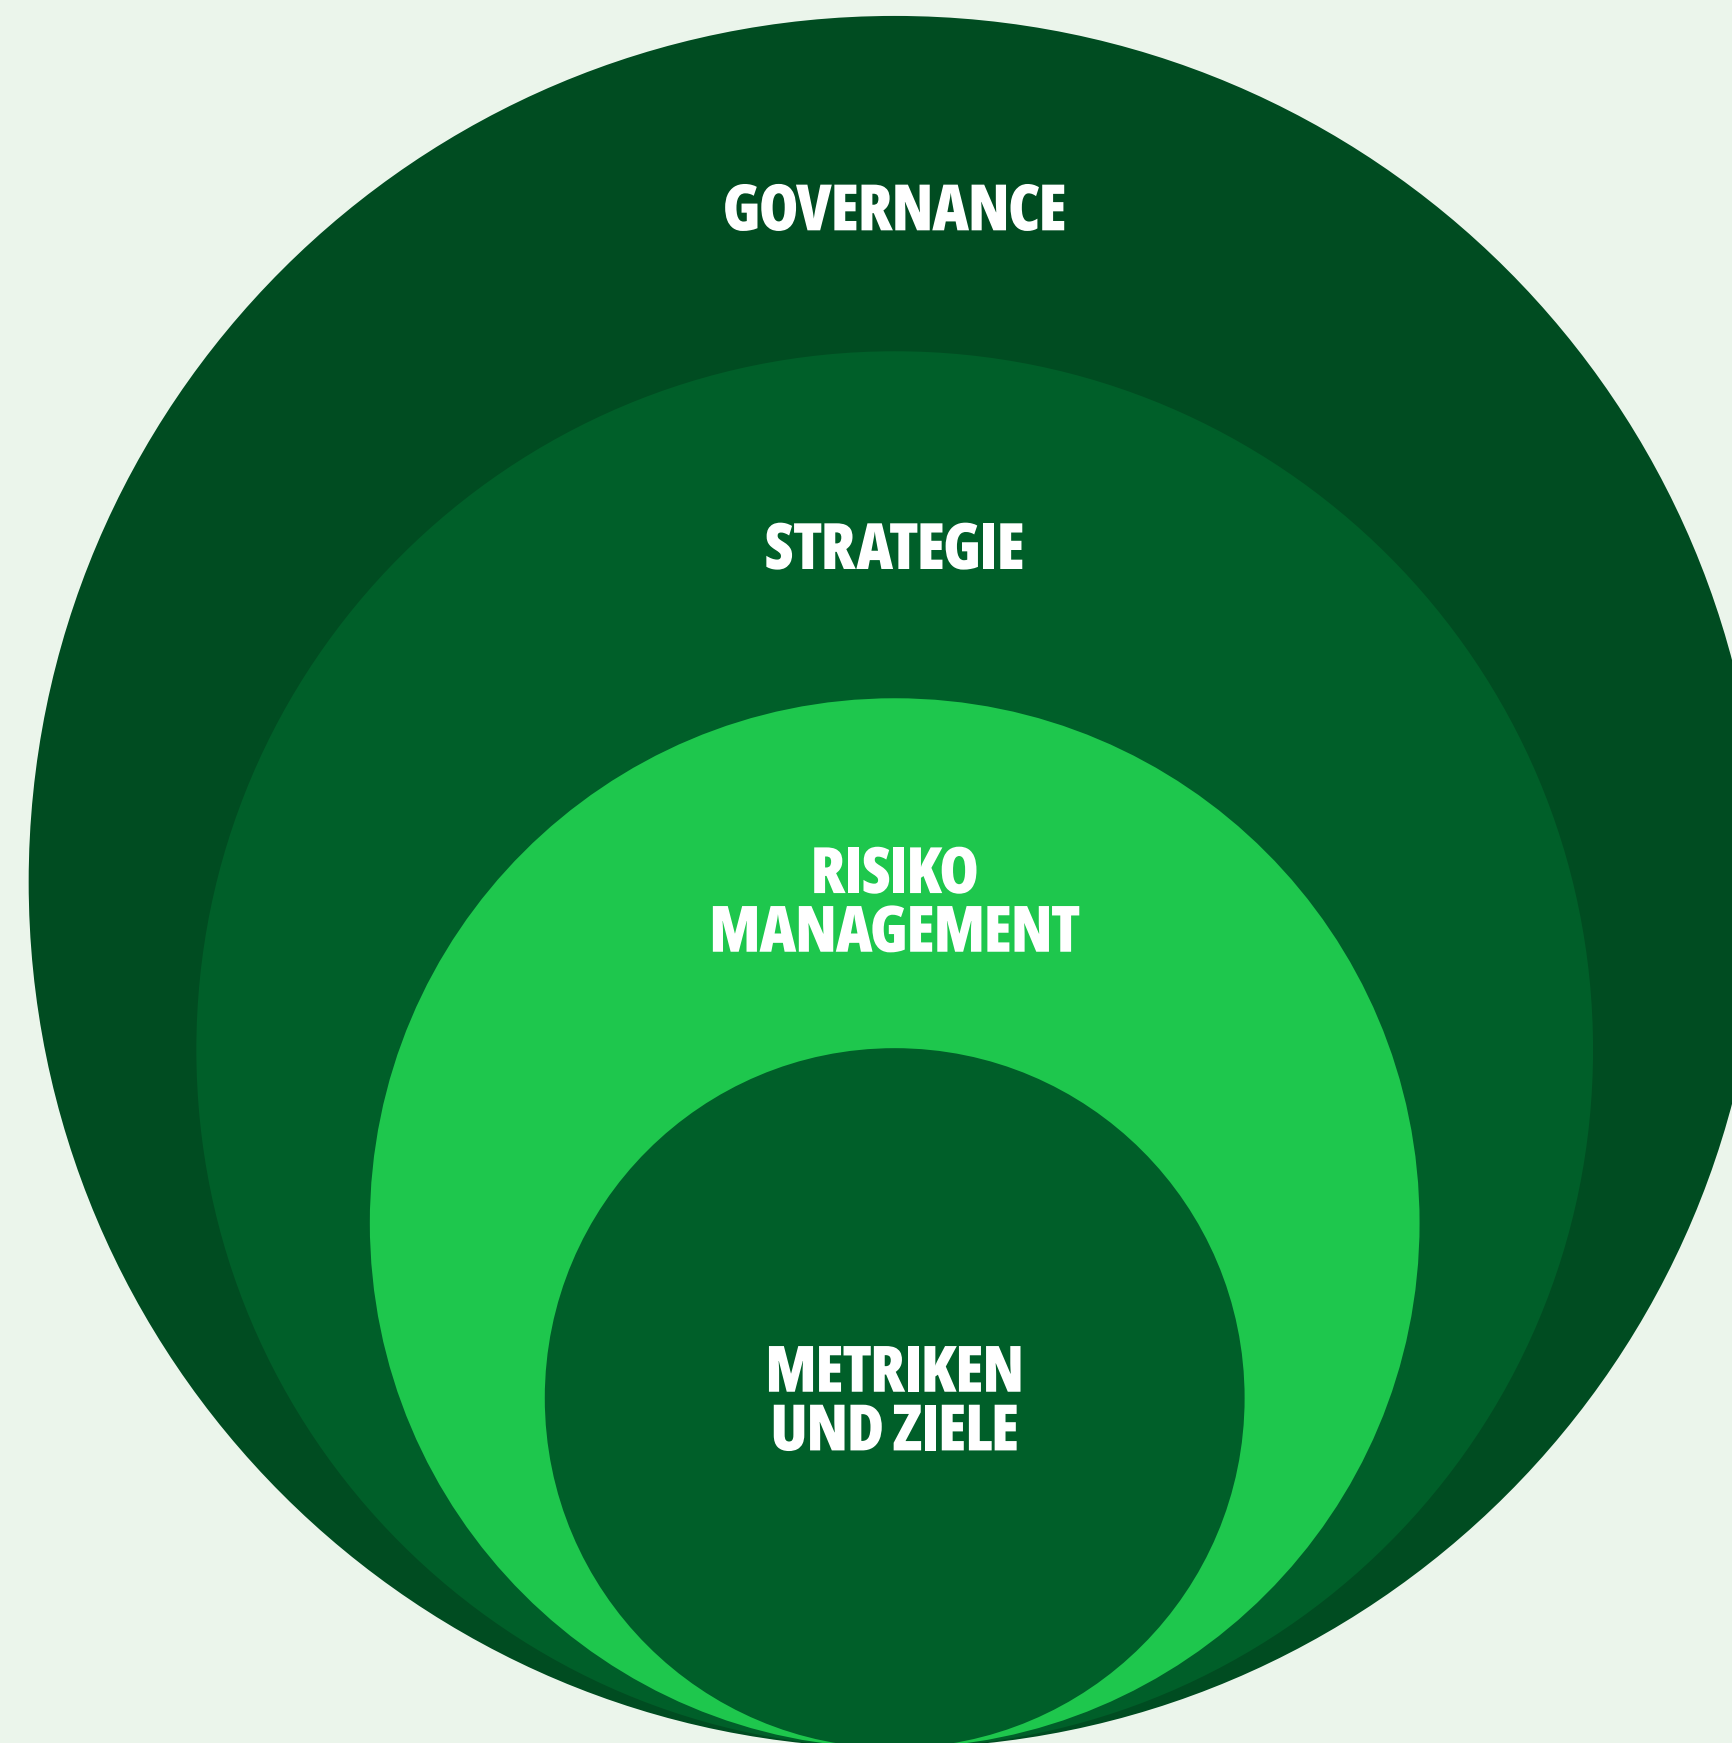 GOVERNANCE
STRATEGIE
RISIKO
MANAGEMENT
METRIKEN
UND ZIELE